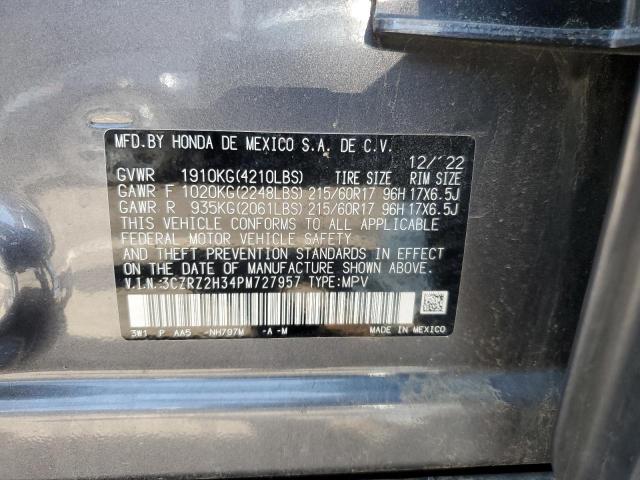 MFD.BY HONDA DE MEXICO S.A. DE C.V.
12/'22
GVWR 1910KG(4210LBS) TIRE SIZE RIM SIZE
GAWR F 1020KG(2248LBS) 215/60R17 96H 17X6.5J
GAWR R 935KG(2061LBS) 215/60R17 96H 17X6.5J
THIS VEHICLE CONFORMS TO ALL APPLICABLE
FEDERAL MOTOR VEHICLE SAFETY
AND THEFT PREVENTION STANDARDS
IN EFFECT ON DATE OF MANUFACTURE SHOWN ABOVE.
V.I.N.:3CZRZ2H34PM727957 TYPE:MPV
3W1 P AA5 -NH797M -A-M MADE IN MEXICO